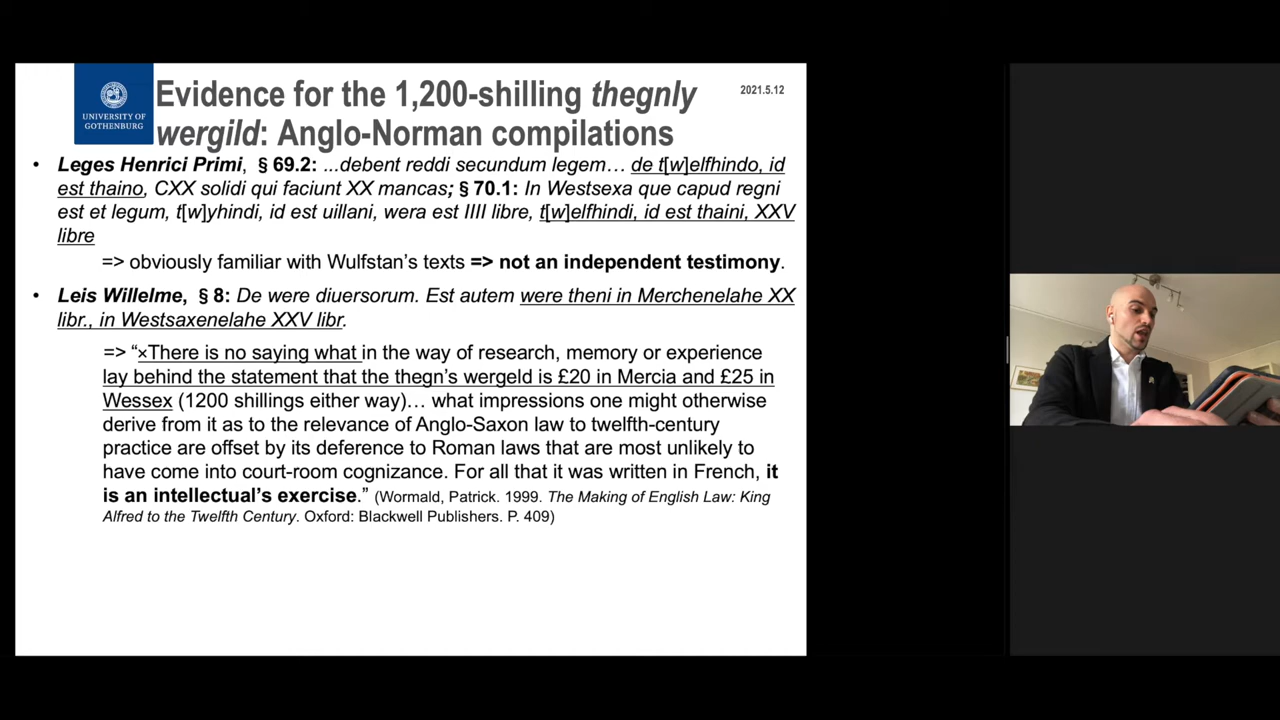 UNIVERSITY OF
GOTHENBURG
Evidence for the 1,200-shilling thegnly
wergild: Anglo-Norman compilations
2021.5.12
• Leges Henrici Primi, § 69.2: ...debent reddi secundum legem… de t[w]elfhindo, id
est thaino, CXX solidi qui faciunt XX mancas; § 70.1: In Westsexa que capud regni
est et legum, t[w]yhindi, id est uillani, wera est IIII libre, t[w]elfhindi, id est thaini, XXV
libre
=> obviously familiar with Wulfstan’s texts => not an independent testimony.
• Leis Willelme, § 8: De were diuersorum. Est autem were theni in Merchenelahe XX
libr., in Westsaxenelahe XXV libr.
=> “×There is no saying what in the way of research, memory or experience
lay behind the statement that the thegn’s wergeld is £20 in Mercia and £25 in
Wessex (1200 shillings either way)… what impressions one might otherwise
derive from it as to the relevance of Anglo-Saxon law to twelfth-century
practice are offset by its deference to Roman laws that are most unlikely to
have come into court-room cognizance. For all that it was written in French, it
is an intellectual’s exercise.” (Wormald, Patrick. 1999. The Making of English Law: King
Alfred to the Twelfth Century. Oxford: Blackwell Publishers. P. 409)